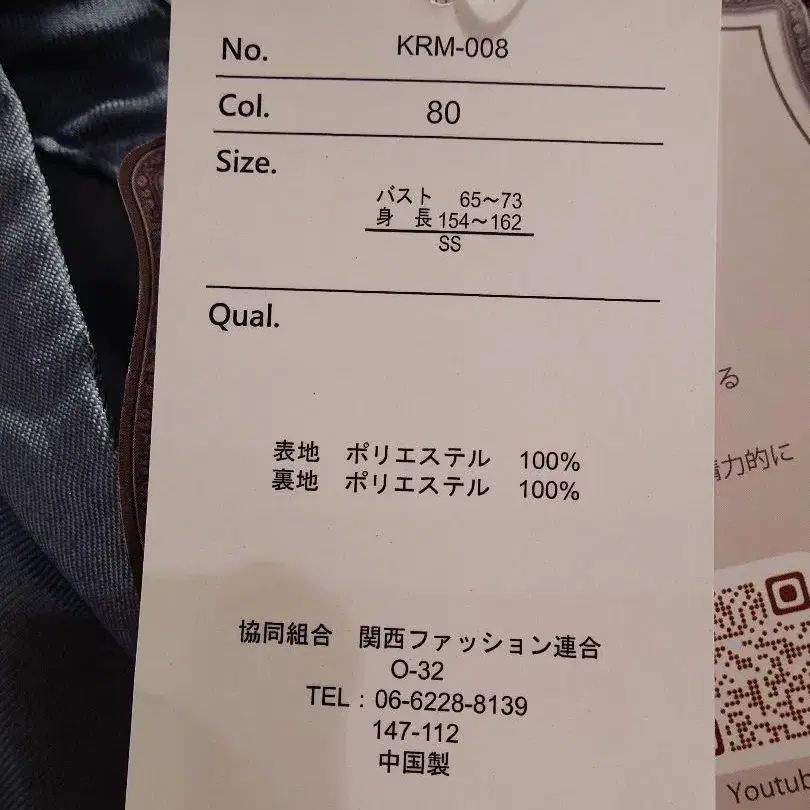 No. KRM-008
Col. 80
Size.
バスト 65〜73
身 長 154〜162
SS
Qual.
表地 ポリエステル 100%
裏地 ポリエステル 100%
協同組合 関西ファッション連合
O-32
TEL：06-6228-8139
147-112
中国製
る
力的に